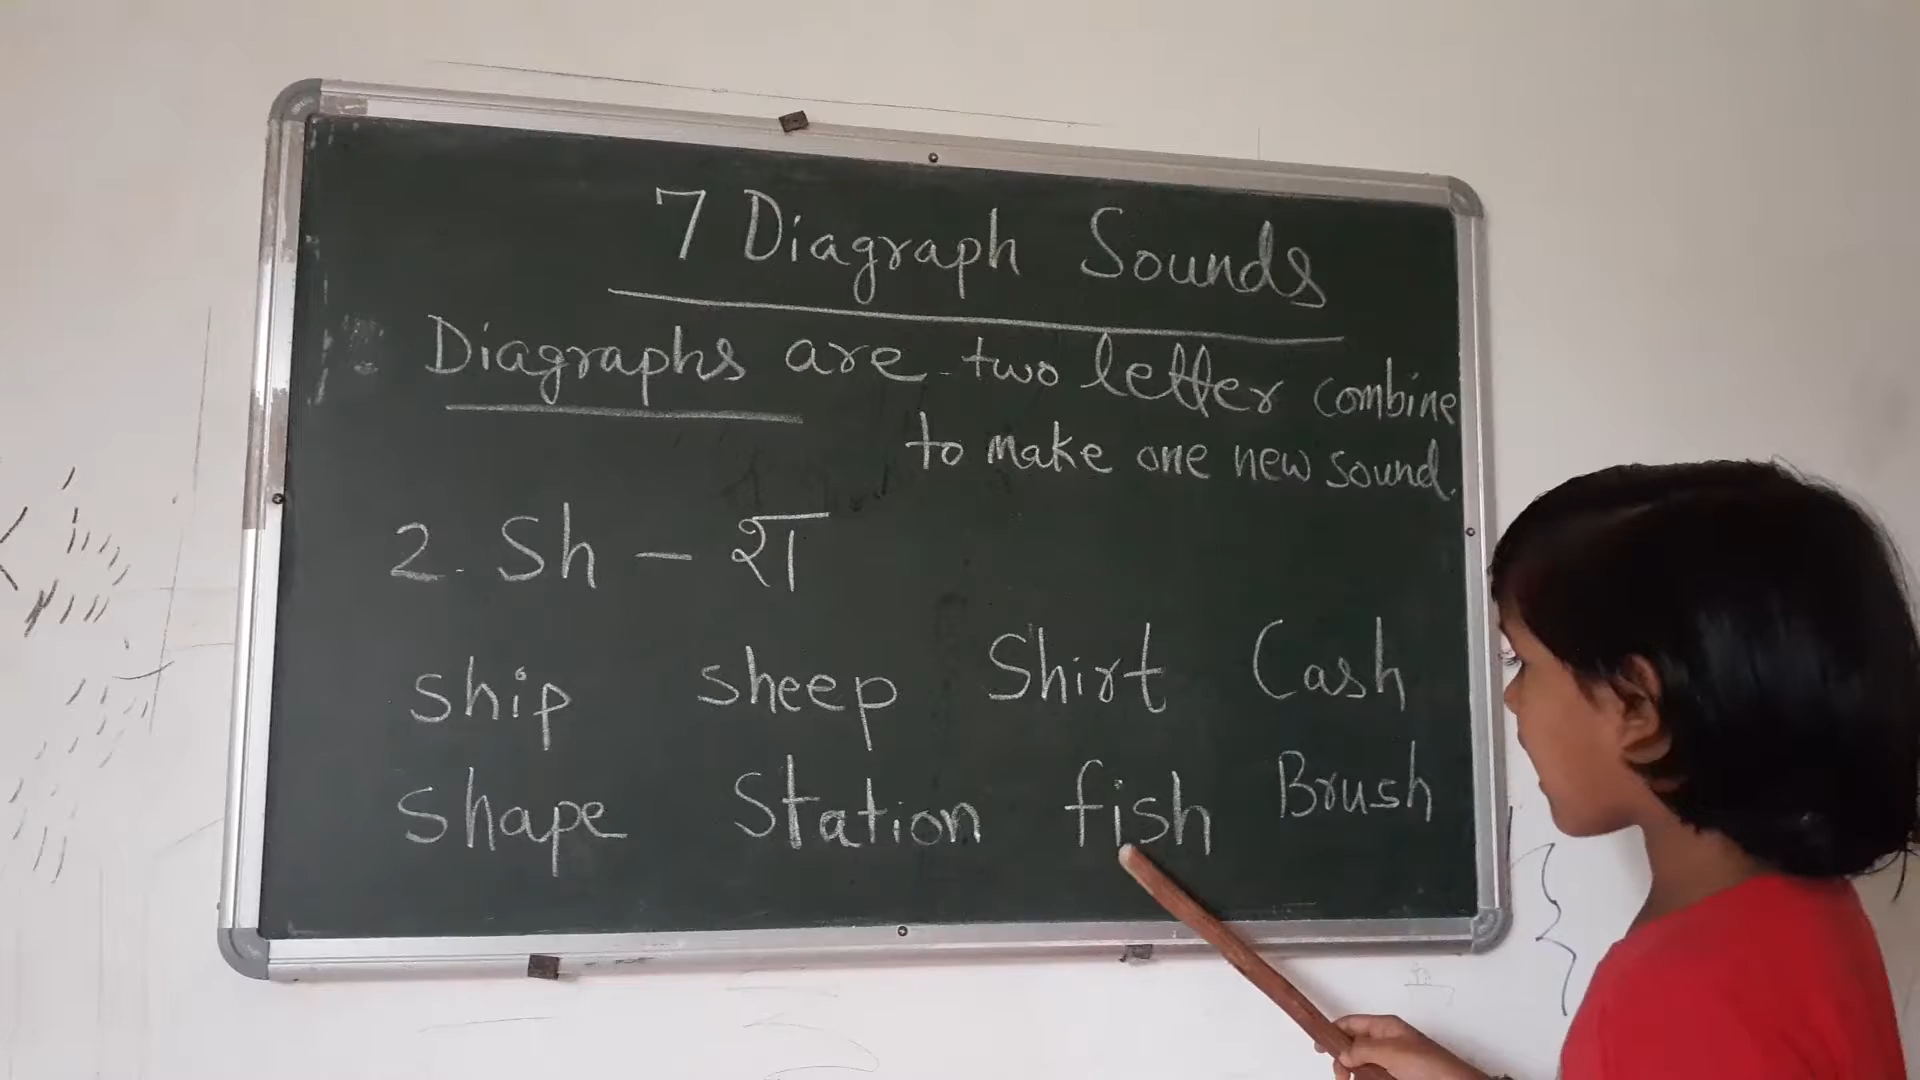 7 Diagraph Sounds
Diagraphs are two letter combine
to make one new sound.
2. Sh – श
ship sheep Shirt Cash
Shape Station fish Brush